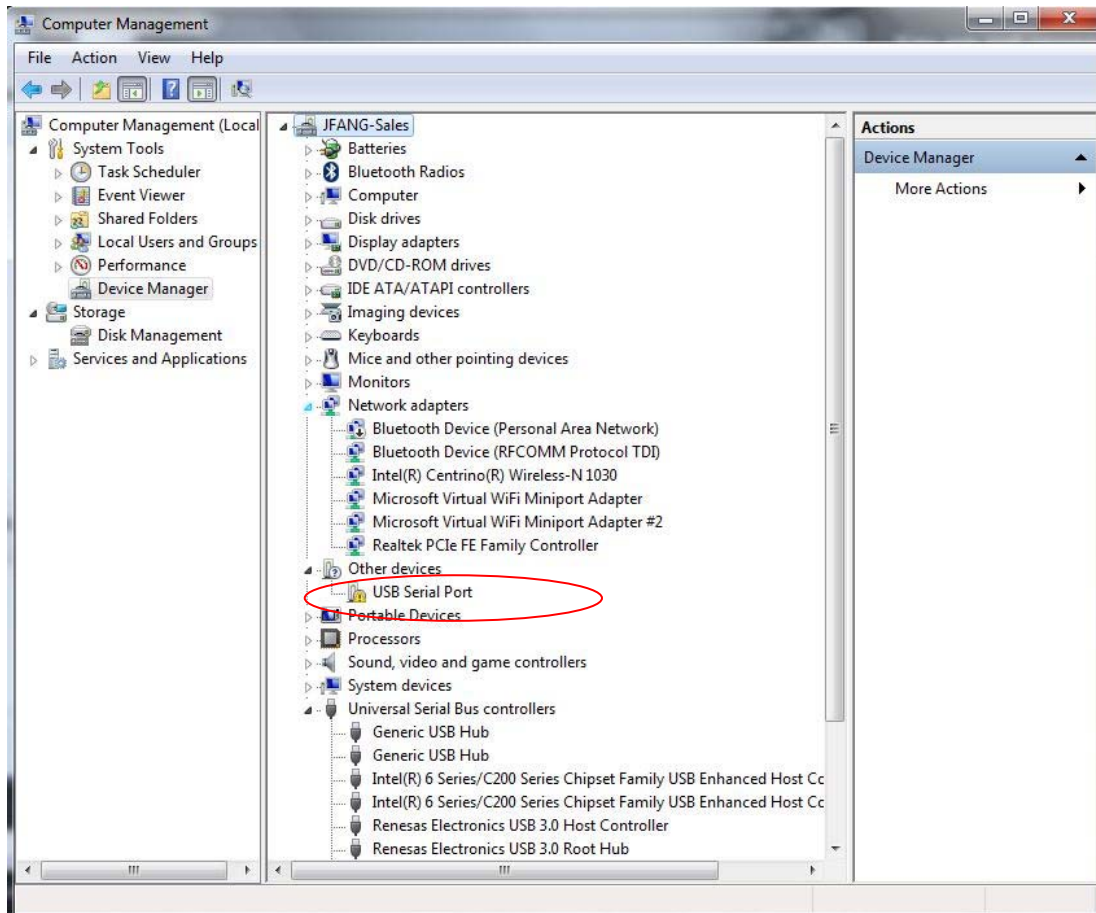 Computer Management
File Action View Help
Computer Management (Local
System Tools
Task Scheduler
Event Viewer
Shared Folders
Local Users and Groups
Performance
Device Manager
Storage
Disk Management
Services and Applications
JFANG-Sales
Batteries
Bluetooth Radios
Computer
Disk drives
Display adapters
DVD/CD-ROM drives
IDE ATA/ATAPI controllers
Imaging devices
Keyboards
Mice and other pointing devices
Monitors
Network adapters
Bluetooth Device (Personal Area Network)
Bluetooth Device (RFCOMM Protocol TDI)
Intel(R) Centrino(R) Wireless-N 1030
Microsoft Virtual WiFi Miniport Adapter
Microsoft Virtual WiFi Miniport Adapter #2
Realtek PCIe FE Family Controller
Other devices
USB Serial Port
Portable Devices
Processors
Sound, video and game controllers
System devices
Universal Serial Bus controllers
Generic USB Hub
Generic USB Hub
Intel(R) 6 Series/C200 Series Chipset Family USB Enhanced Host Cc
Intel(R) 6 Series/C200 Series Chipset Family USB Enhanced Host Cc
Renesas Electronics USB 3.0 Host Controller
Renesas Electronics USB 3.0 Root Hub
Actions
Device Manager
More Actions